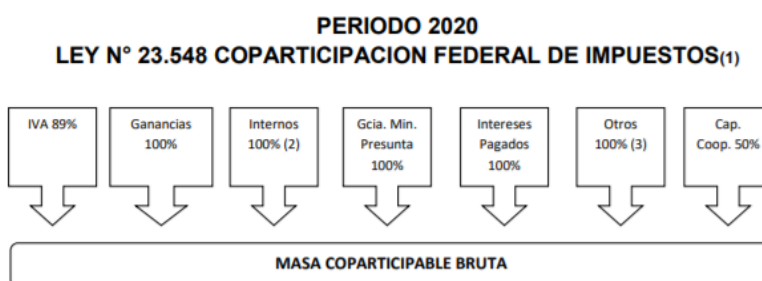 PERIODO 2020
LEY N° 23.548 COPARTICIPACION FEDERAL DE IMPUESTOS(1)
IVA 89%
Ganancias
100%
Internos
100% (2)
Gcia. Min.
Presunta
100%
Intereses
Pagados
100%
Otros
100% (3)
Cap.
Coop. 50%
MASA COPARTICIPABLE BRUTA